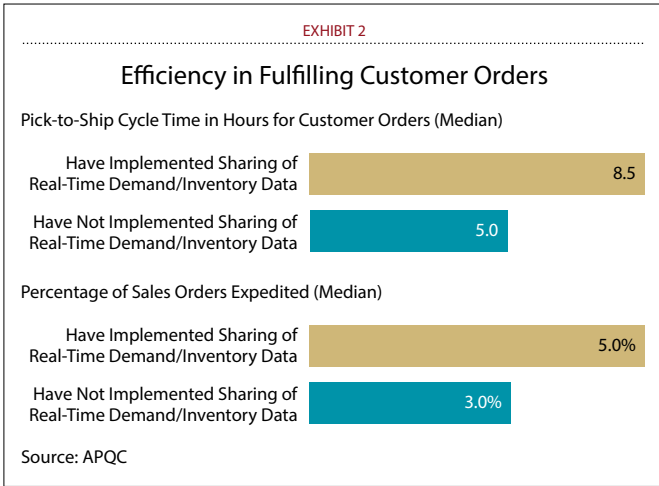 EXHIBIT 2
Efficiency in Fulfilling Customer Orders
Pick-to-Ship Cycle Time in Hours for Customer Orders (Median)
Have Implemented Sharing of
Real-Time Demand/Inventory Data
8.5
Have Not Implemented Sharing of
Real-Time Demand/Inventory Data
5.0
Percentage of Sales Orders Expedited (Median)
Have Implemented Sharing of
Real-Time Demand/Inventory Data
5.0%
Have Not Implemented Sharing of
Real-Time Demand/Inventory Data
3.0%
Source: APQC